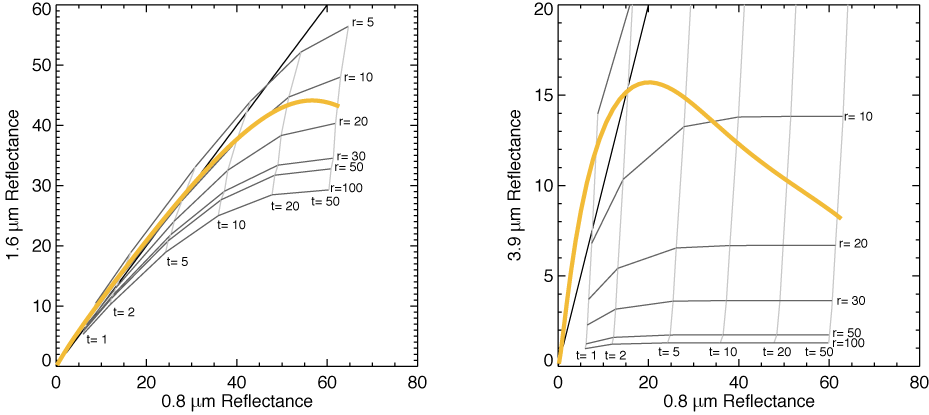 60
50
40
30
20
10
0
0 20 40 60 80
0.8 µm Reflectance
1.6 µm Reflectance
r= 5
r= 10
r= 20
r= 30
r= 50
r=100
t= 1
t= 2
t= 5
t= 10
t= 20
t= 50
20
15
10
5
0
0 20 40 60 80
0.8 µm Reflectance
3.9 µm Reflectance
r= 10
r= 20
r= 30
r= 50
r=100
t= 1 t= 2 t= 5 t= 10 t= 20 t= 50